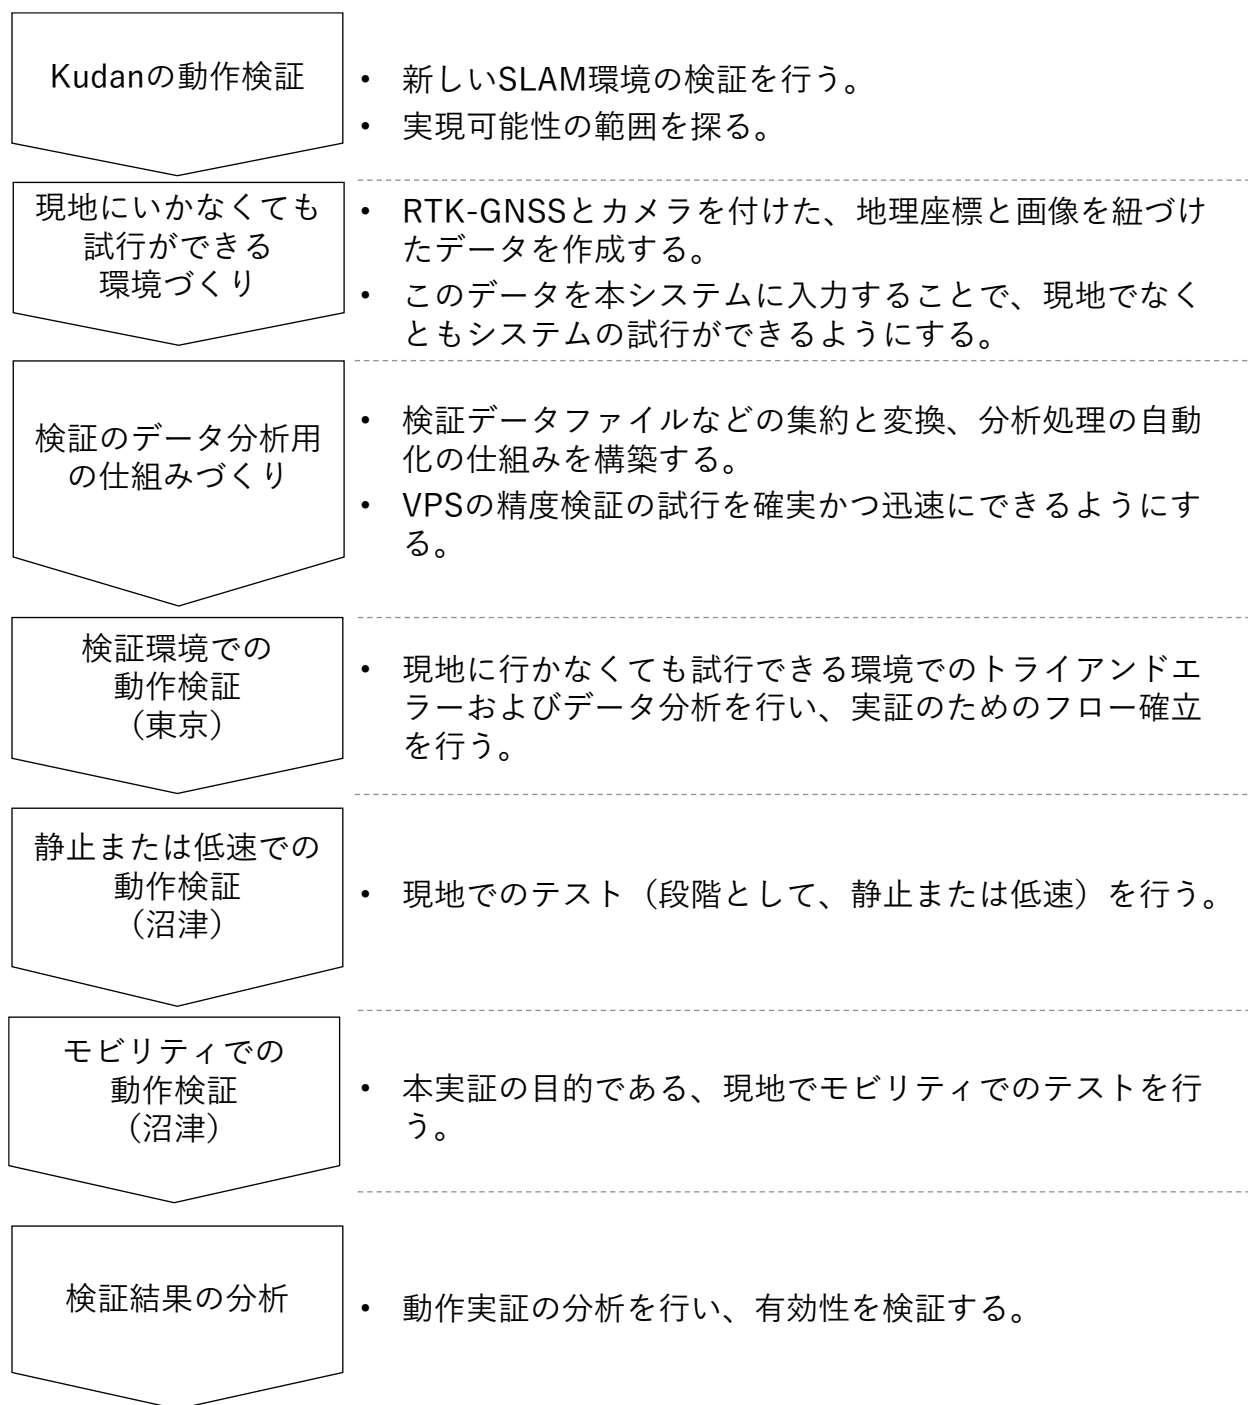 Kudanの動作検証
• 新しいSLAM環境の検証を行う。
• 実現可能性の範囲を探る。
現地にいかなくても
試行ができる
環境づくり
• RTK-GNSSとカメラを付けた、地理座標と画像を紐づけ
たデータを作成する。
• このデータを本システムに入力することで、現地でなく
ともシステムの試行ができるようにする。
検証のデータ分析用
の仕組みづくり
• 検証データファイルなどの集約と変換、分析処理の自動
化の仕組みを構築する。
• VPSの精度検証の試行を確実かつ迅速にできるようにす
る。
検証環境での
動作検証
（東京）
• 現地に行かなくても試行できる環境でのトライアンドエ
ラーおよびデータ分析を行い、実証のためのフロー確立
を行う。
静止または低速での
動作検証
（沼津）
• 現地でのテスト（段階として、静止または低速）を行う。
モビリティでの
動作検証
（沼津）
• 本実証の目的である、現地でモビリティでのテストを行
う。
検証結果の分析
• 動作実証の分析を行い、有効性を検証する。